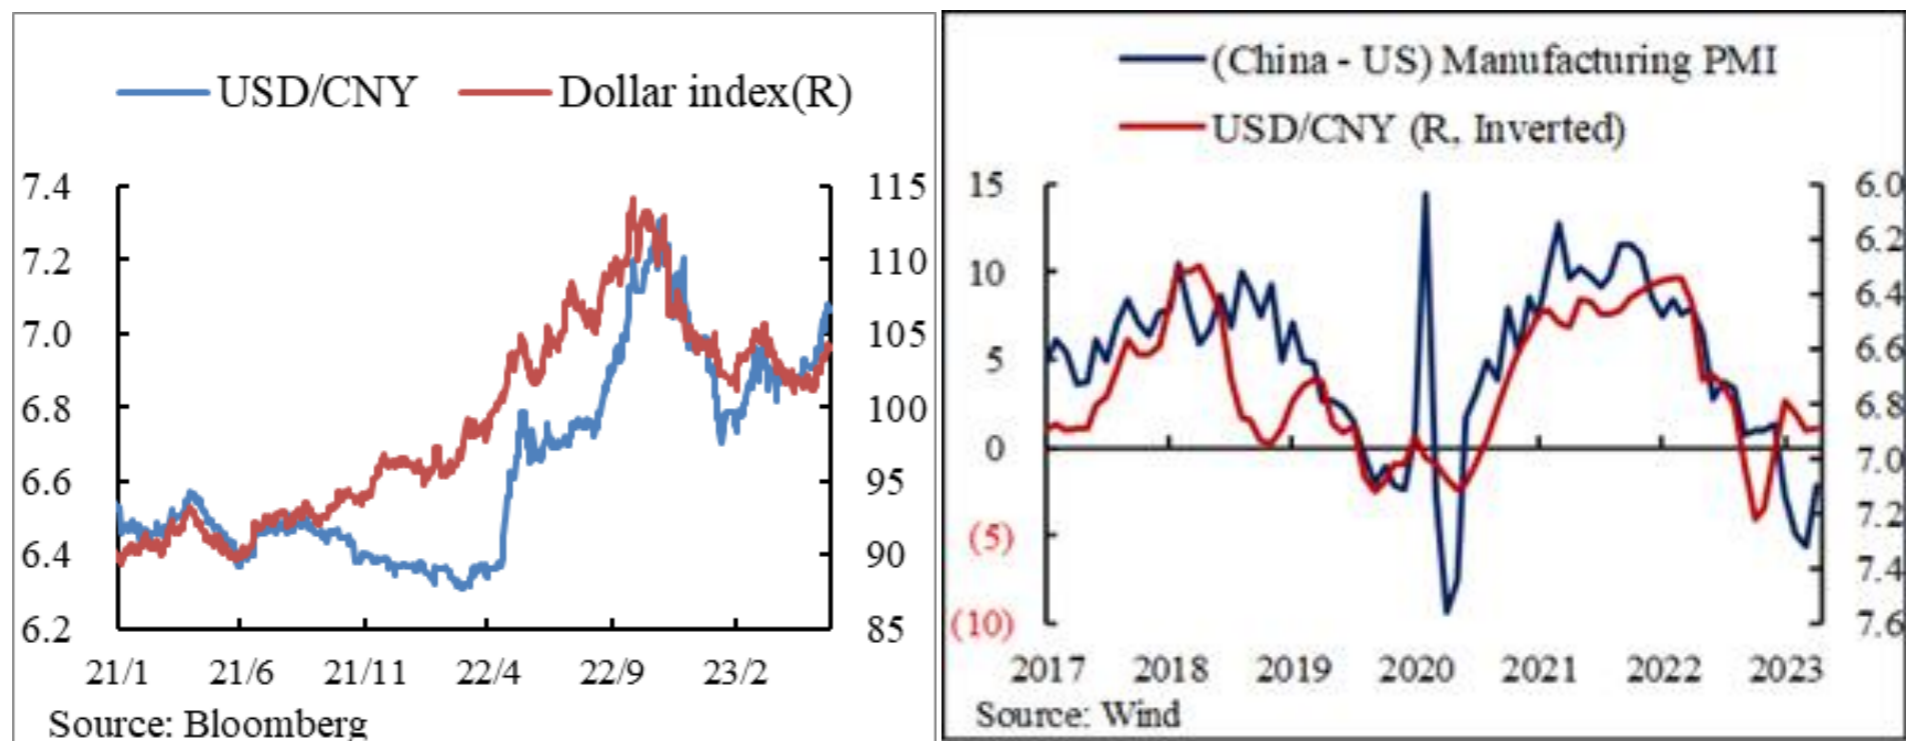 USD/CNY Dollar index(R)
7.4 115
7.2 110
7.0 105
6.8 100
6.6 95
6.4 90
6.2 85
21/1 21/6 21/11 22/4 22/9 23/2
Source: Bloomberg
(China - US) Manufacturing PMI
USD/CNY (R, Inverted)
15 6.0
6.2
10 6.4
5 6.6
6.8
0 7.0
(5) 7.2
7.4
(10) 7.6
2017 2018 2019 2020 2021 2022 2023
Source: Wind